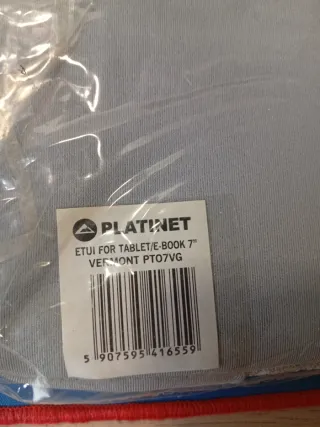 PLATINET
ETUI FOR TABLET/E-BOOK 7"
VERMONT PTO7VG
5 907595 416559